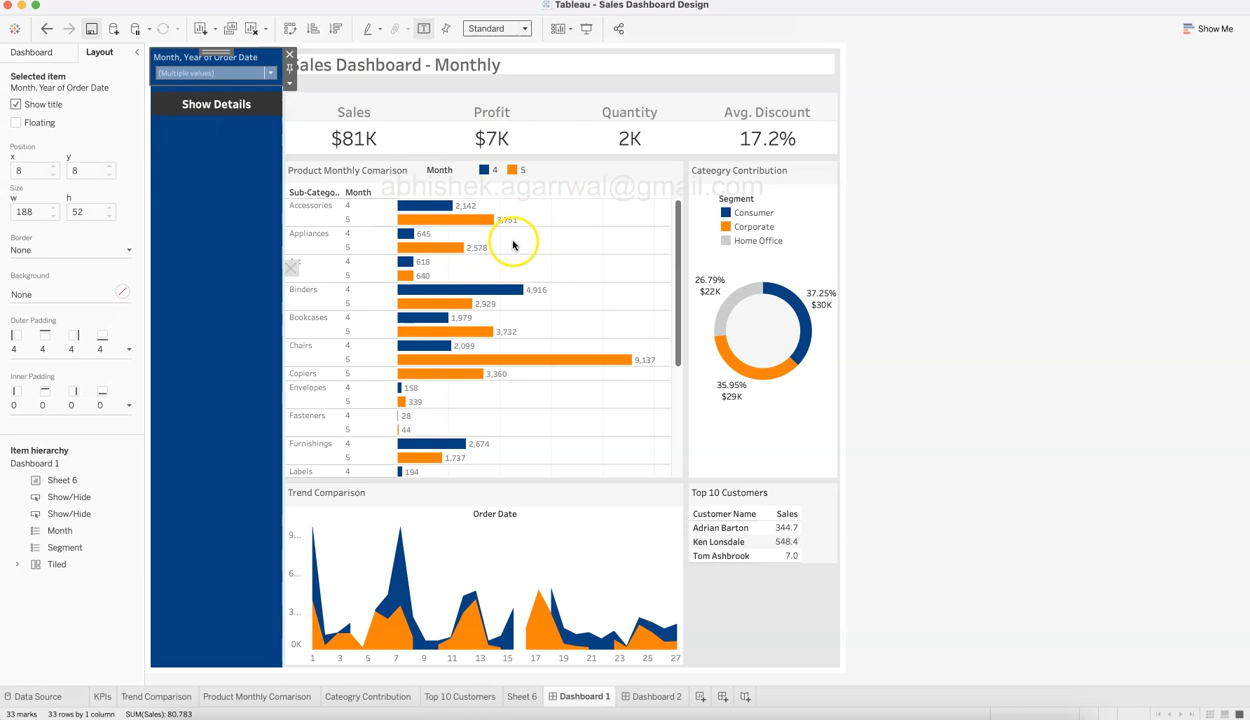 Tableau - Sales Dashboard Design
Standard
Show Me
Dashboard
Layout
Selected item
Month, Year of Order Date
Show title
Floating
Position
x y
8 8
Size
w h
188 52
Border
None
Background
None
Outer Padding
4 4 4 4
Inner Padding
0 0 0 0
Item hierarchy
Dashboard 1
Sheet 6
Show/Hide
Show/Hide
Month
Segment
Tiled
Month, Year of Order Date
(Multiple values)
Show Details
Sales Dashboard - Monthly
Sales Profit Quantity Avg. Discount
$81K $7K 2K 17.2%
Product Monthly Comarison Month 4 5
abhishek.agarrwal@gmail.com
Sub-Catego.. Month
Accessories 4 2,142
5 3,751
Appliances 4 645
5 2,578
4 618
5 640
Binders 4 4,916
5 2,929
Bookcases 4 1,979
5 3,732
Chairs 4 2,099
5 9,137
Copiers 5 3,360
Envelopes 4 158
5 339
Fasteners 4 28
5 44
Furnishings 4 2,674
5 1,737
Labels 4 194
Cateogry Contribution
Segment
Consumer
Corporate
Home Office
26.79%
$22K
37.25%
$30K
35.95%
$29K
Trend Comparison
Order Date
9...
6...
3...
0K
1 3 5 7 9 11 13 15 17 19 21 23 25 27
Top 10 Customers
Customer Name Sales
Adrian Barton 344.7
Ken Lonsdale 548.4
Tom Ashbrook 7.0
Data Source KPIs Trend Comparison Product Monthly Comarison Cateogry Contribution Top 10 Customers Sheet 6 Dashboard 1 Dashboard 2
33 marks 33 rows by 1 column SUM(Sales): 80,783